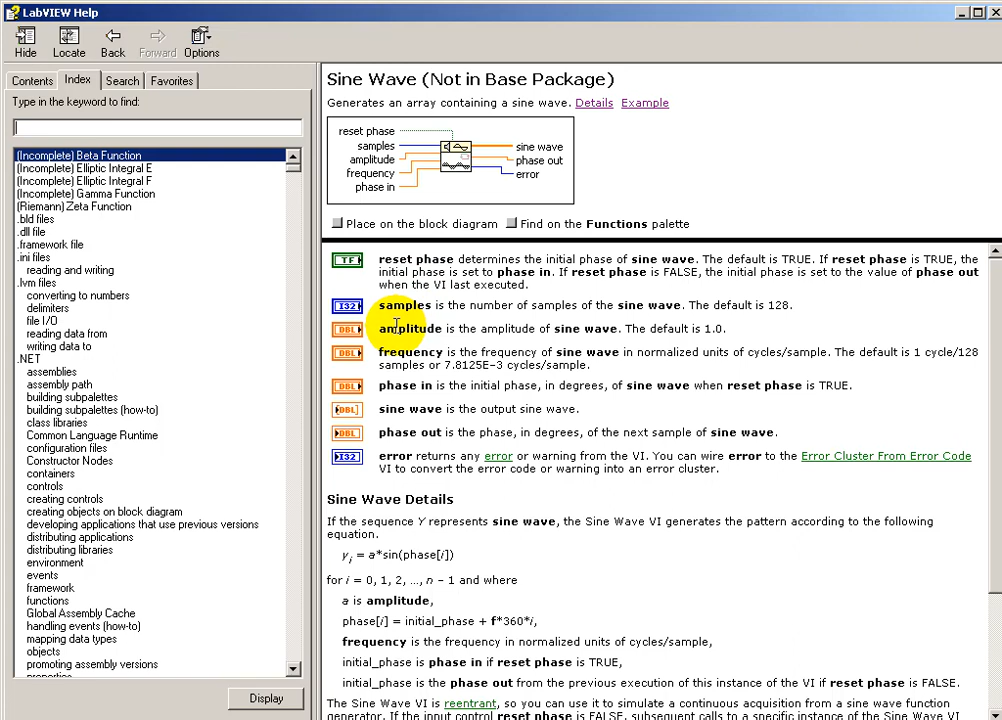 LabVIEW Help
Hide Locate Back Forward Options
Contents Index Search Favorites
Type in the keyword to find:
(Incomplete) Beta Function
(Incomplete) Elliptic Integral E
(Incomplete) Elliptic Integral F
(Incomplete) Gamma Function
(Riemann) Zeta Function
.bld files
.dll file
.framework file
.ini files
reading and writing
.lvm files
converting to numbers
delimiters
file I/O
reading data from
writing data to
.NET
assemblies
assembly path
building subpalettes
building subpalettes (how-to)
class libraries
Common Language Runtime
configuration files
Constructor Nodes
containers
controls
creating controls
creating objects on block diagram
developing applications that use previous versions
distributing applications
distributing libraries
environment
events
framework
functions
Global Assembly Cache
handling events (how-to)
mapping data types
objects
promoting assembly versions
properties
Display
Sine Wave (Not in Base Package)
Generates an array containing a sine wave. Details Example
reset phase
samples
amplitude
frequency
phase in
sine wave
phase out
error
Place on the block diagram Find on the Functions palette
TF reset phase determines the initial phase of sine wave. The default is TRUE. If reset phase is TRUE, the
initial phase is set to phase in. If reset phase is FALSE, the initial phase is set to the value of phase out
when the VI last executed.
I32 samples is the number of samples of the sine wave. The default is 128.
DBL amplitude is the amplitude of sine wave. The default is 1.0.
DBL frequency is the frequency of sine wave in normalized units of cycles/sample. The default is 1 cycle/128
samples or 7.8125E-3 cycles/sample.
DBL phase in is the initial phase, in degrees, of sine wave when reset phase is TRUE.
[DBL] sine wave is the output sine wave.
DBL phase out is the phase, in degrees, of the next sample of sine wave.
I32 error returns any error or warning from the VI. You can wire error to the Error Cluster From Error Code
VI to convert the error code or warning into an error cluster.
Sine Wave Details
If the sequence Y represents sine wave, the Sine Wave VI generates the pattern according to the following
equation.
yi = a*sin(phase[i])
for i = 0, 1, 2, ..., n – 1 and where
a is amplitude,
phase[i] = initial_phase + f*360*i,
frequency is the frequency in normalized units of cycles/sample,
initial_phase is phase in if reset phase is TRUE,
initial_phase is the phase out from the previous execution of this instance of the VI if reset phase is FALSE.
The Sine Wave VI is reentrant, so you can use it to simulate a continuous acquisition from a sine wave function
generator. If the input control reset phase is FALSE, subsequent calls to a specific instance of the Sine Wave VI